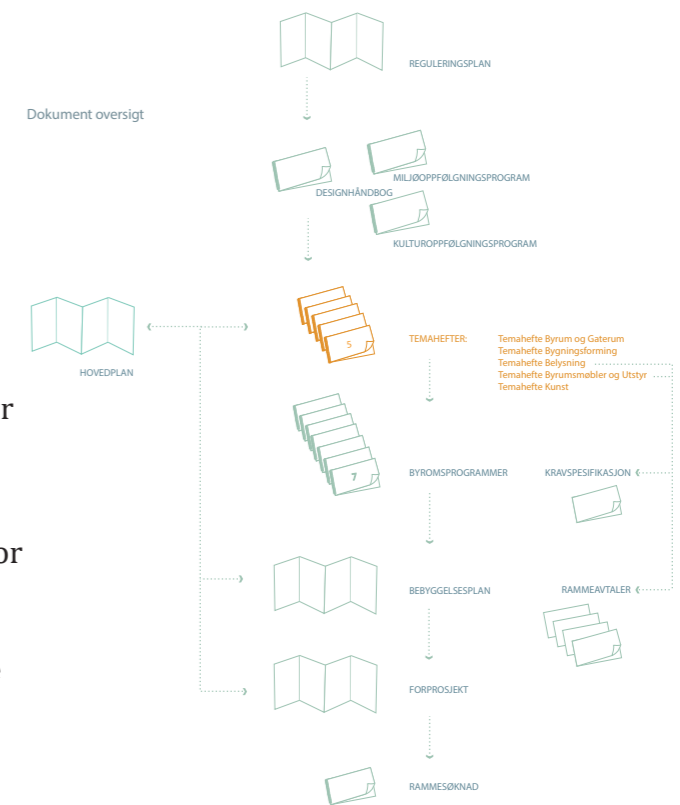 REGULERINGSPLAN
Dokument oversigt
MILJØOPPFØLGNINGSPROGRAM
DESIGNHÅNDBOG
KULTUROPPFØLGNINGSPROGRAM
HOVEDPLAN
5
TEMAHEFTER:
Temahefte Byrum og Gaterum
Temahefte Bygningsforming
Temahefte Belysning
Temahefte Byrumsmøbler og Utstyr
Temahefte Kunst
r
7
BYROMSPROGRAMMER
KRAVSPESIFIKASJON
or
BEBYGGELSESPLAN
RAMMEAVTALER
FORPROSJEKT
RAMMESØKNAD